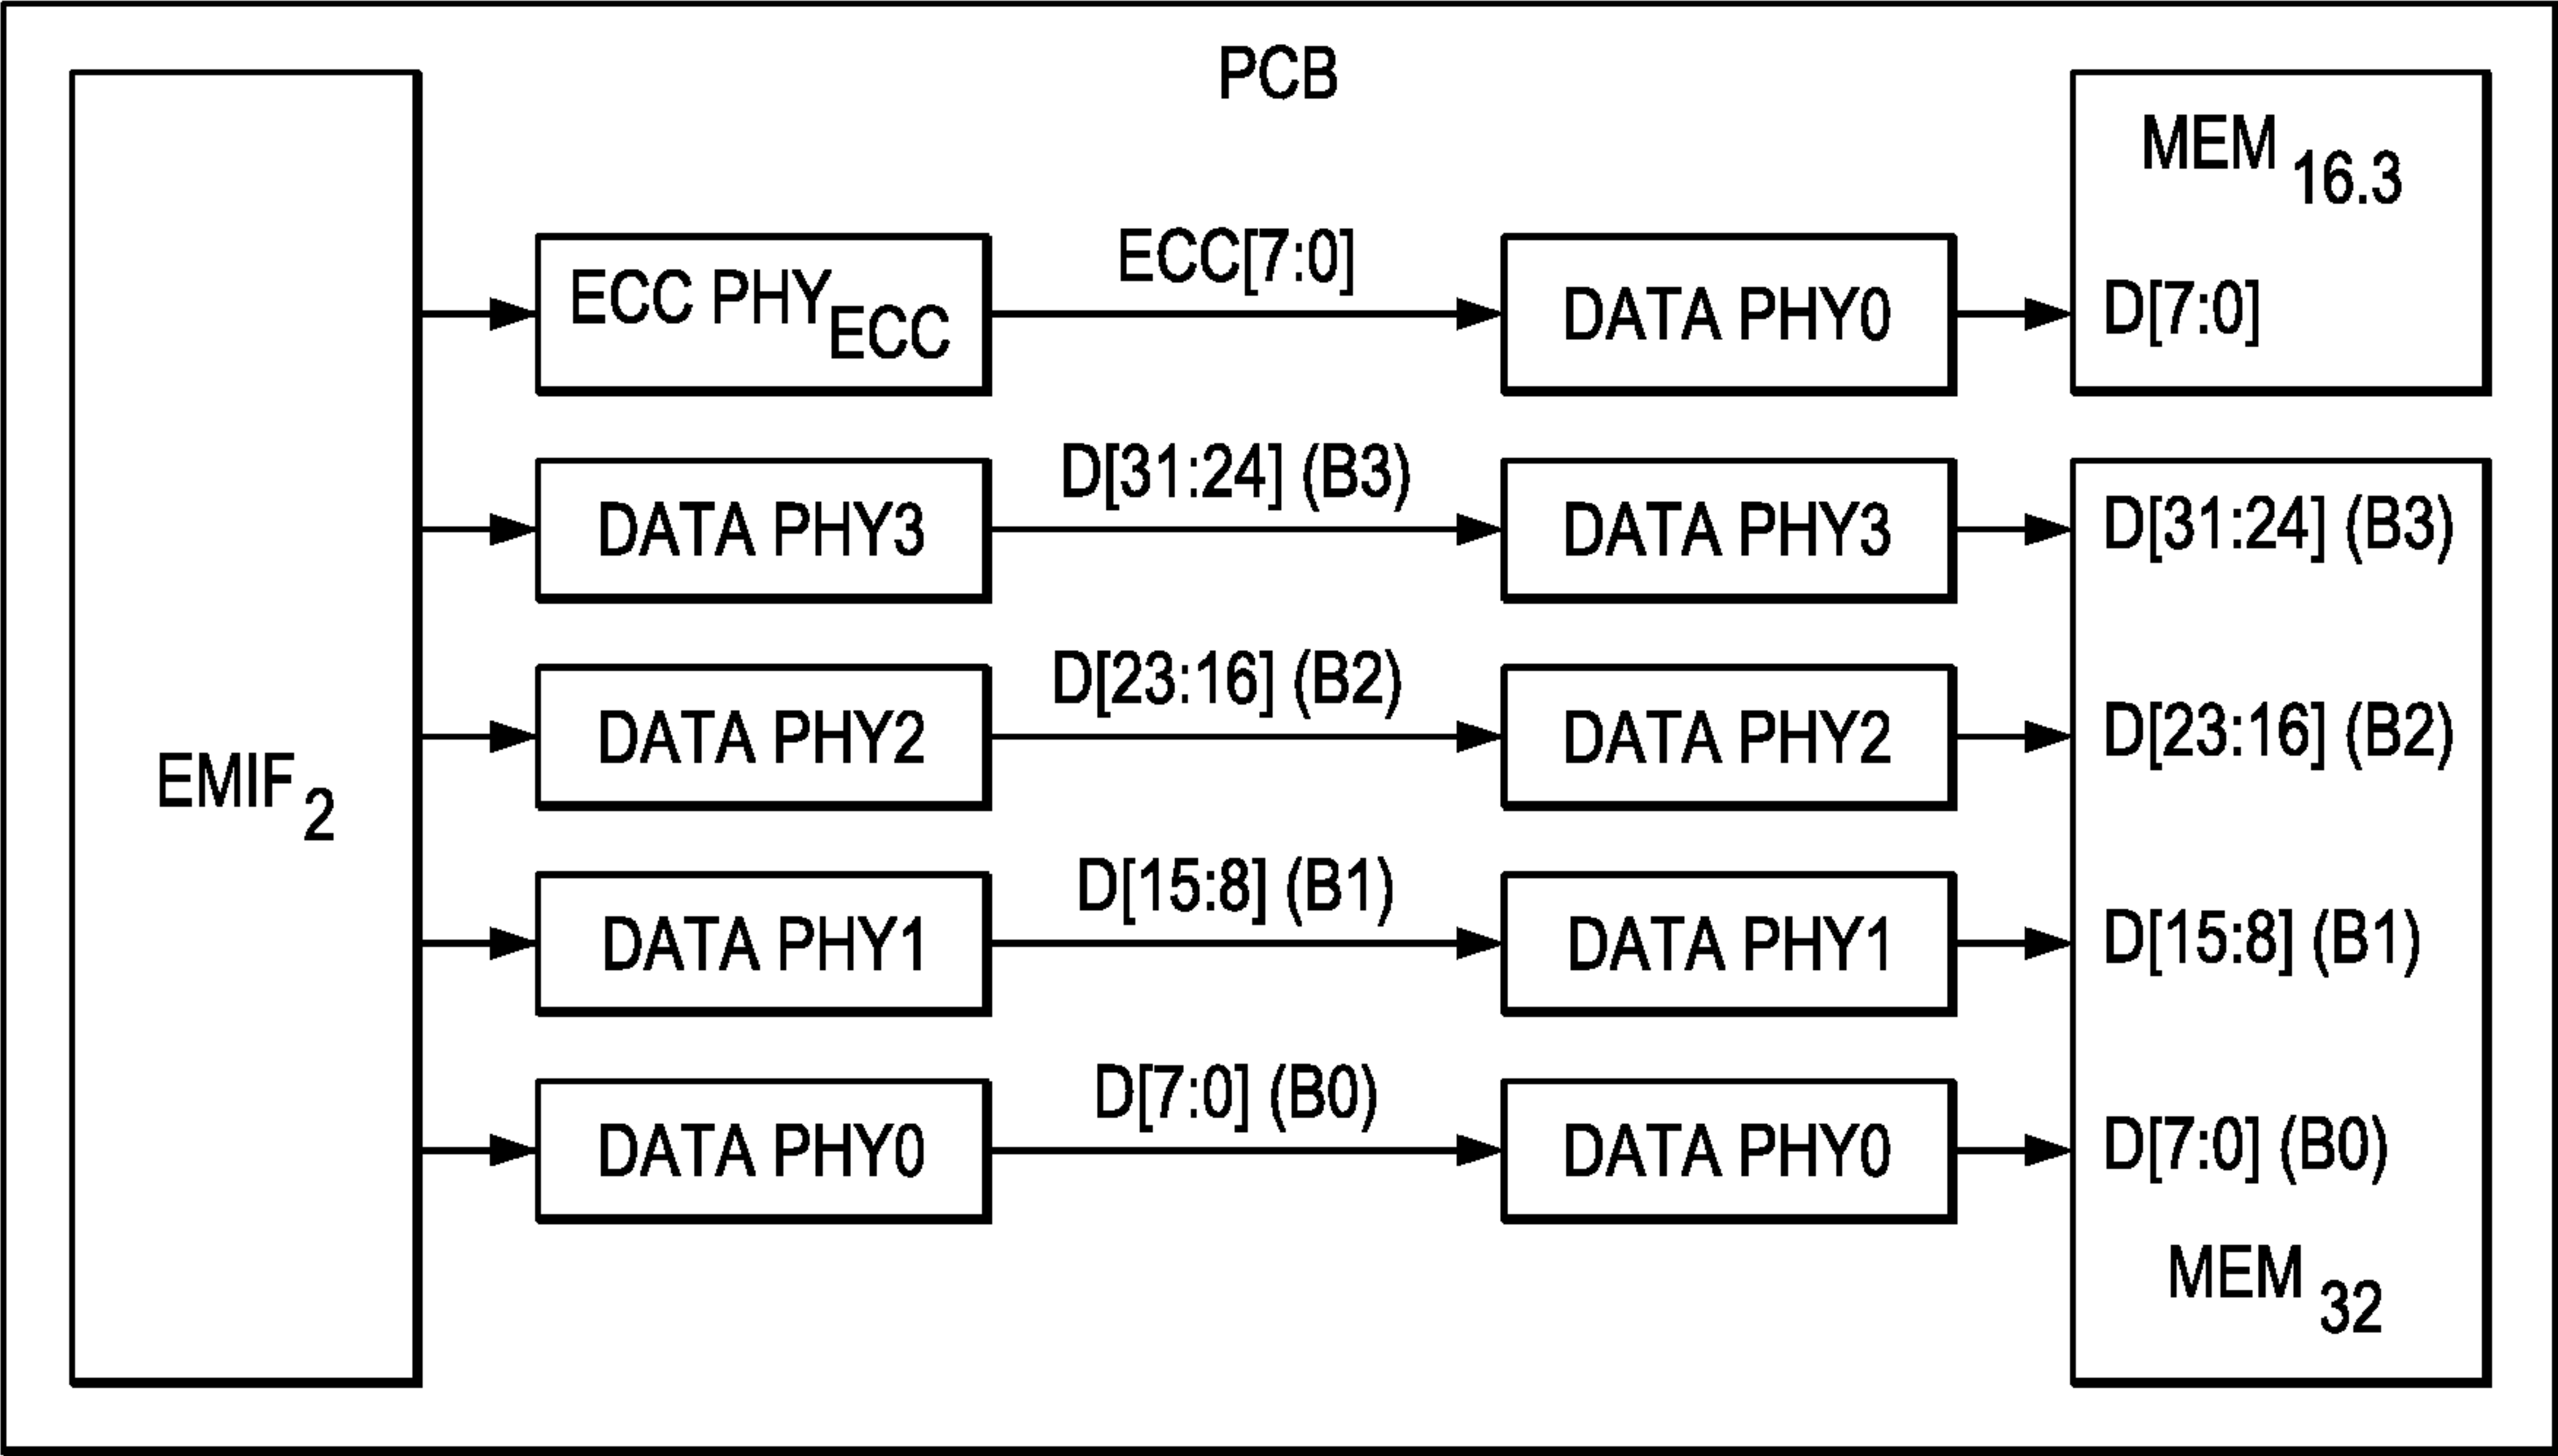 PCB
MEM 16.3
ECC PHY ECC
ECC[7:0]
DATA PHY0
D[7:0]
DATA PHY3
D[31:24] (B3)
DATA PHY3
D[31:24] (B3)
DATA PHY2
D[23:16] (B2)
DATA PHY2
D[23:16] (B2)
EMIF 2
DATA PHY1
D[15:8] (B1)
DATA PHY1
D[15:8] (B1)
DATA PHY0
D[7:0] (B0)
DATA PHY0
D[7:0] (B0)
MEM 32